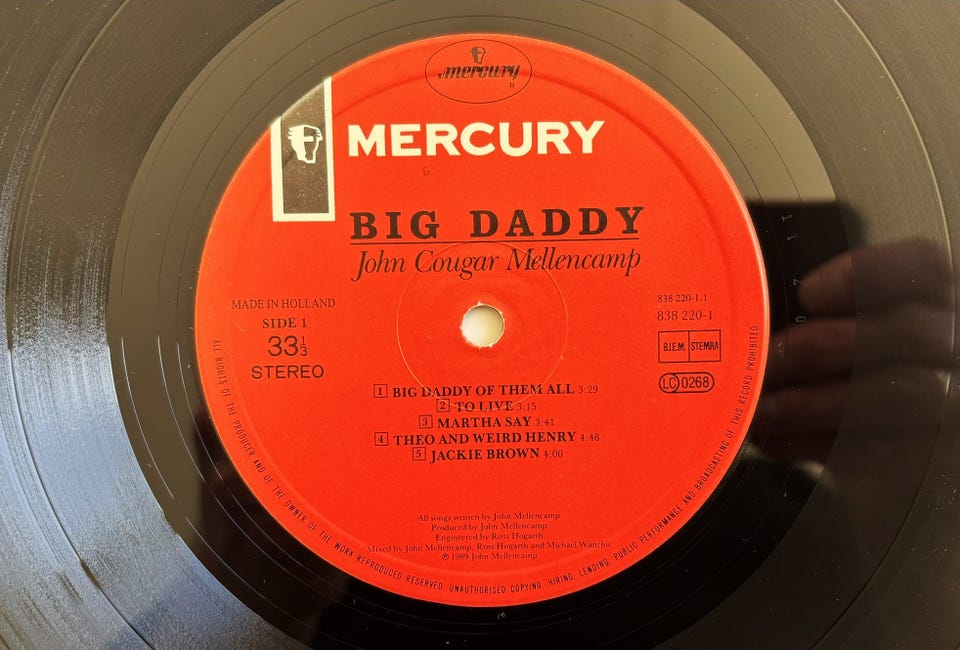 mercury
R
MERCURY
BIG DADDY
John Cougar Mellencamp
MADE IN HOLLAND
SIDE 1
33 1/3
STEREO
838 220-1.1
838 220-1
B.I.E.M. STEMRA
LC 0268
1 BIG DADDY OF THEM ALL 3:29
2 TO LIVE 3:15
3 MARTHA SAY 3:41
4 THEO AND WEIRD HENRY 4:48
5 JACKIE BROWN 4:00
All songs written by John Mellencamp
Produced by John Mellencamp
Engineered by Ross Hogarth
Mixed by John Mellencamp, Ross Hogarth and Michael Wanchic
℗ 1989 John Mellencamp
ALL RIGHTS OF THE PRODUCER AND OF THE OWNER OF THE WORK REPRODUCED RESERVED. UNAUTHORISED COPYING, HIRING, LENDING, PUBLIC PERFORMANCE AND BROADCASTING OF THIS RECORD PROHIBITED